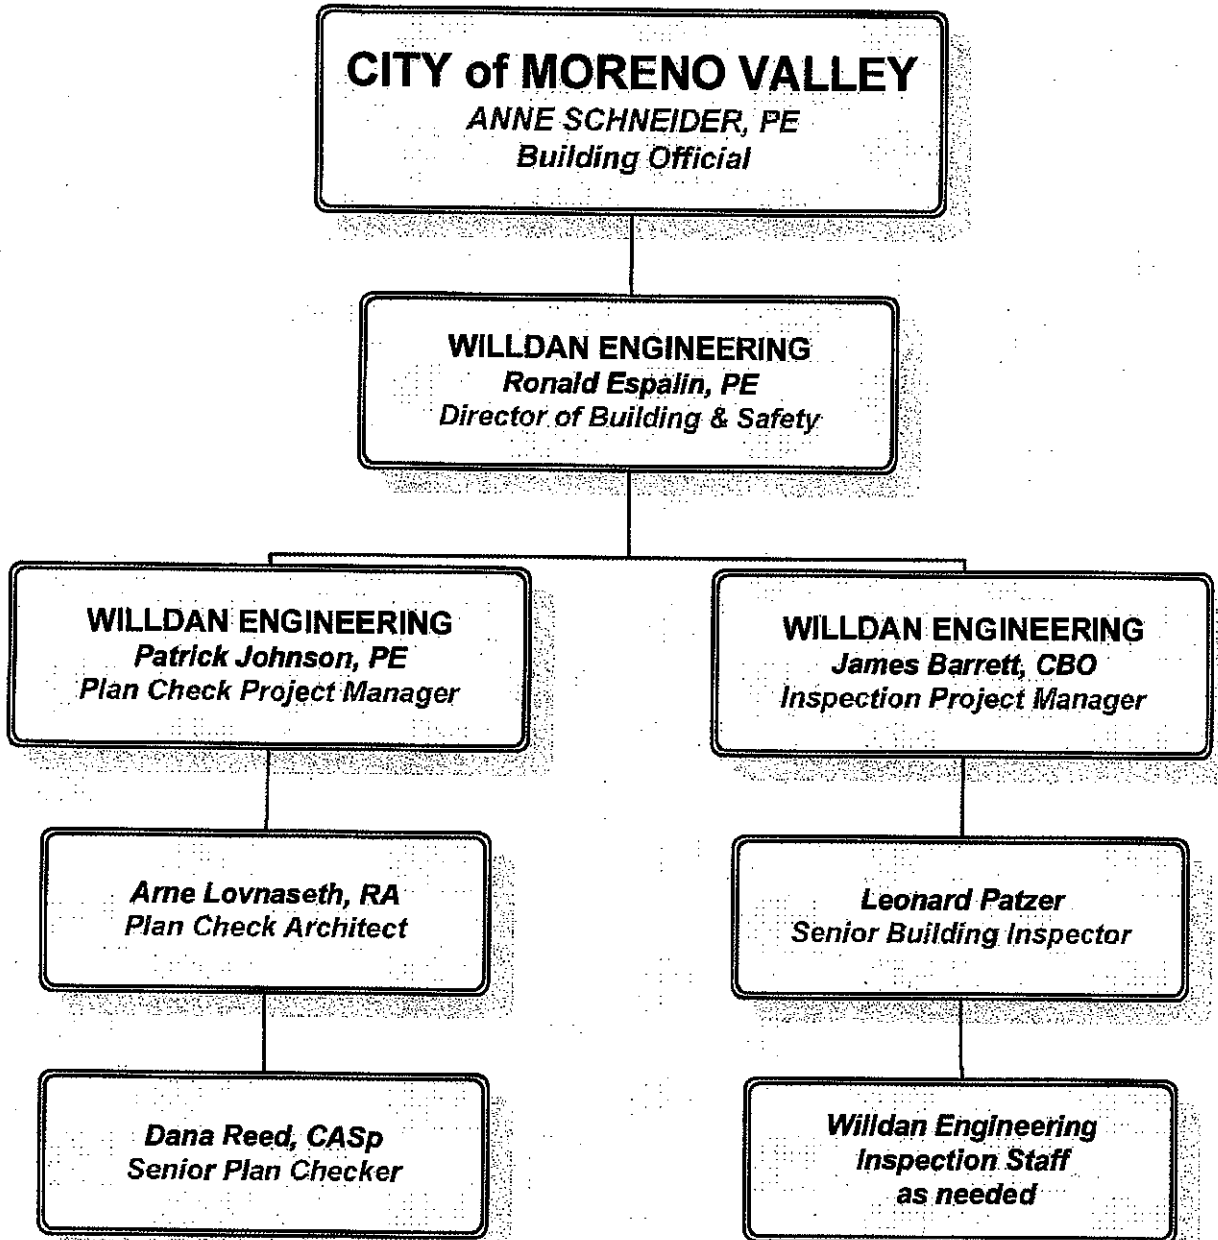 CITY of MORENO VALLEY
ANNE SCHNEIDER, PE
Building Official
WILLDAN ENGINEERING
Ronald Espalin, PE
Director of Building & Safety
WILLDAN ENGINEERING
Patrick Johnson, PE
Plan Check Project Manager
WILLDAN ENGINEERING
James Barrett, CBO
Inspection Project Manager
Arne Lovnaseth, RA
Plan Check Architect
Leonard Patzer
Senior Building Inspector
Dana Reed, CASp
Senior Plan Checker
Willdan Engineering
Inspection Staff
as needed